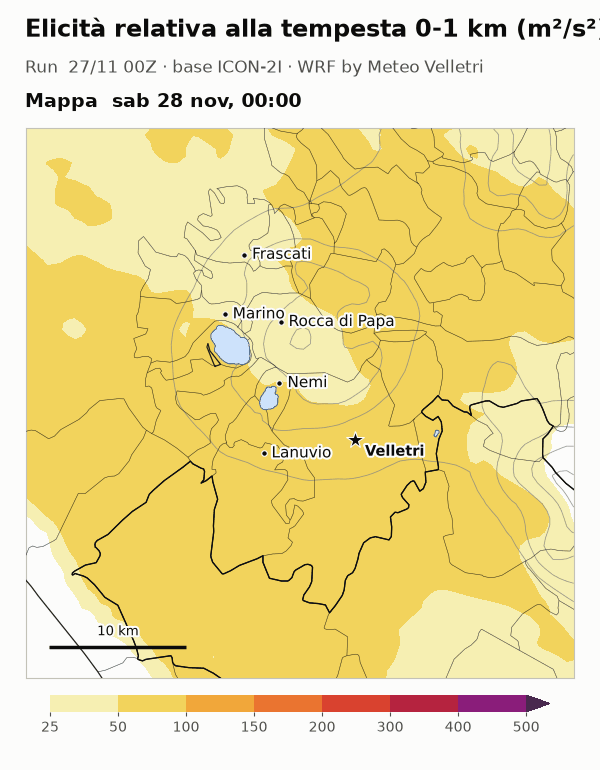 Elicità relativa alla tempesta 0-1 km (m²/s²)
Run  27/11 00Z · base ICON-2I · WRF by Meteo Velletri
Mappa  sab 28 nov, 00:00
Frascati
Marino
Rocca di Papa
Nemi
Velletri
Lanuvio
10 km
25 50 100 150 200 300 400 500